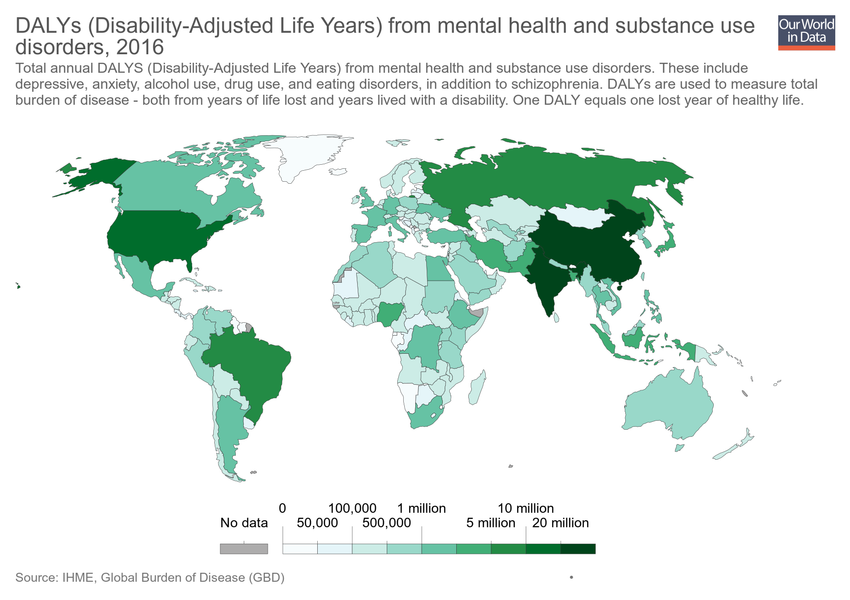 DALYs (Disability-Adjusted Life Years) from mental health and substance use
disorders, 2016
Our World
in Data
Total annual DALYS (Disability-Adjusted Life Years) from mental health and substance use disorders. These include
depressive, anxiety, alcohol use, drug use, and eating disorders, in addition to schizophrenia. DALYs are used to measure total
burden of disease - both from years of life lost and years lived with a disability. One DALY equals one lost year of healthy life.
0 100,000 1 million 10 million
No data 50,000 500,000 5 million 20 million
Source: IHME, Global Burden of Disease (GBD)